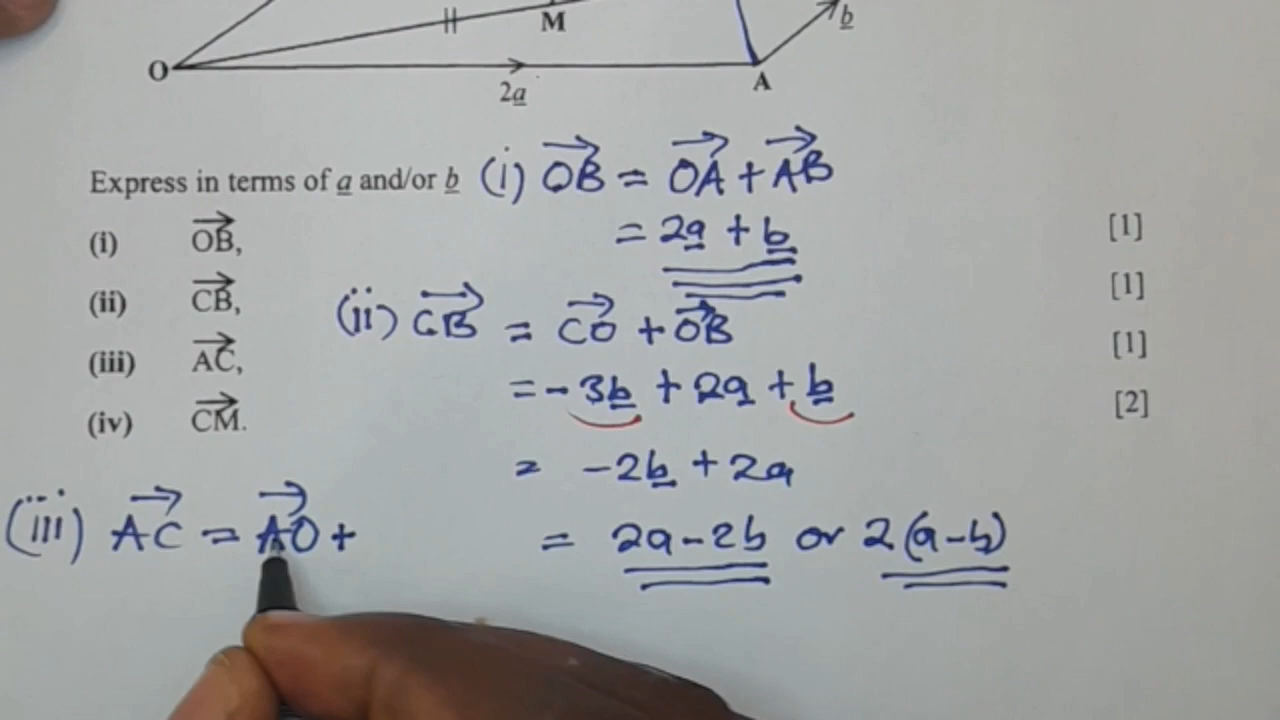 b
M
O
A
2a
Express in terms of a and/or b (i) OB = OA + AB
(i) OB, = 2a + b [1]
(ii) CB, [1]
(ii) CB = CO + OB
(iii) AC, [1]
= -3b + 2a + b
(iv) CM. [2]
= -2b + 2a
(iii) AC = AO +
= 2a-2b or 2(a-b)